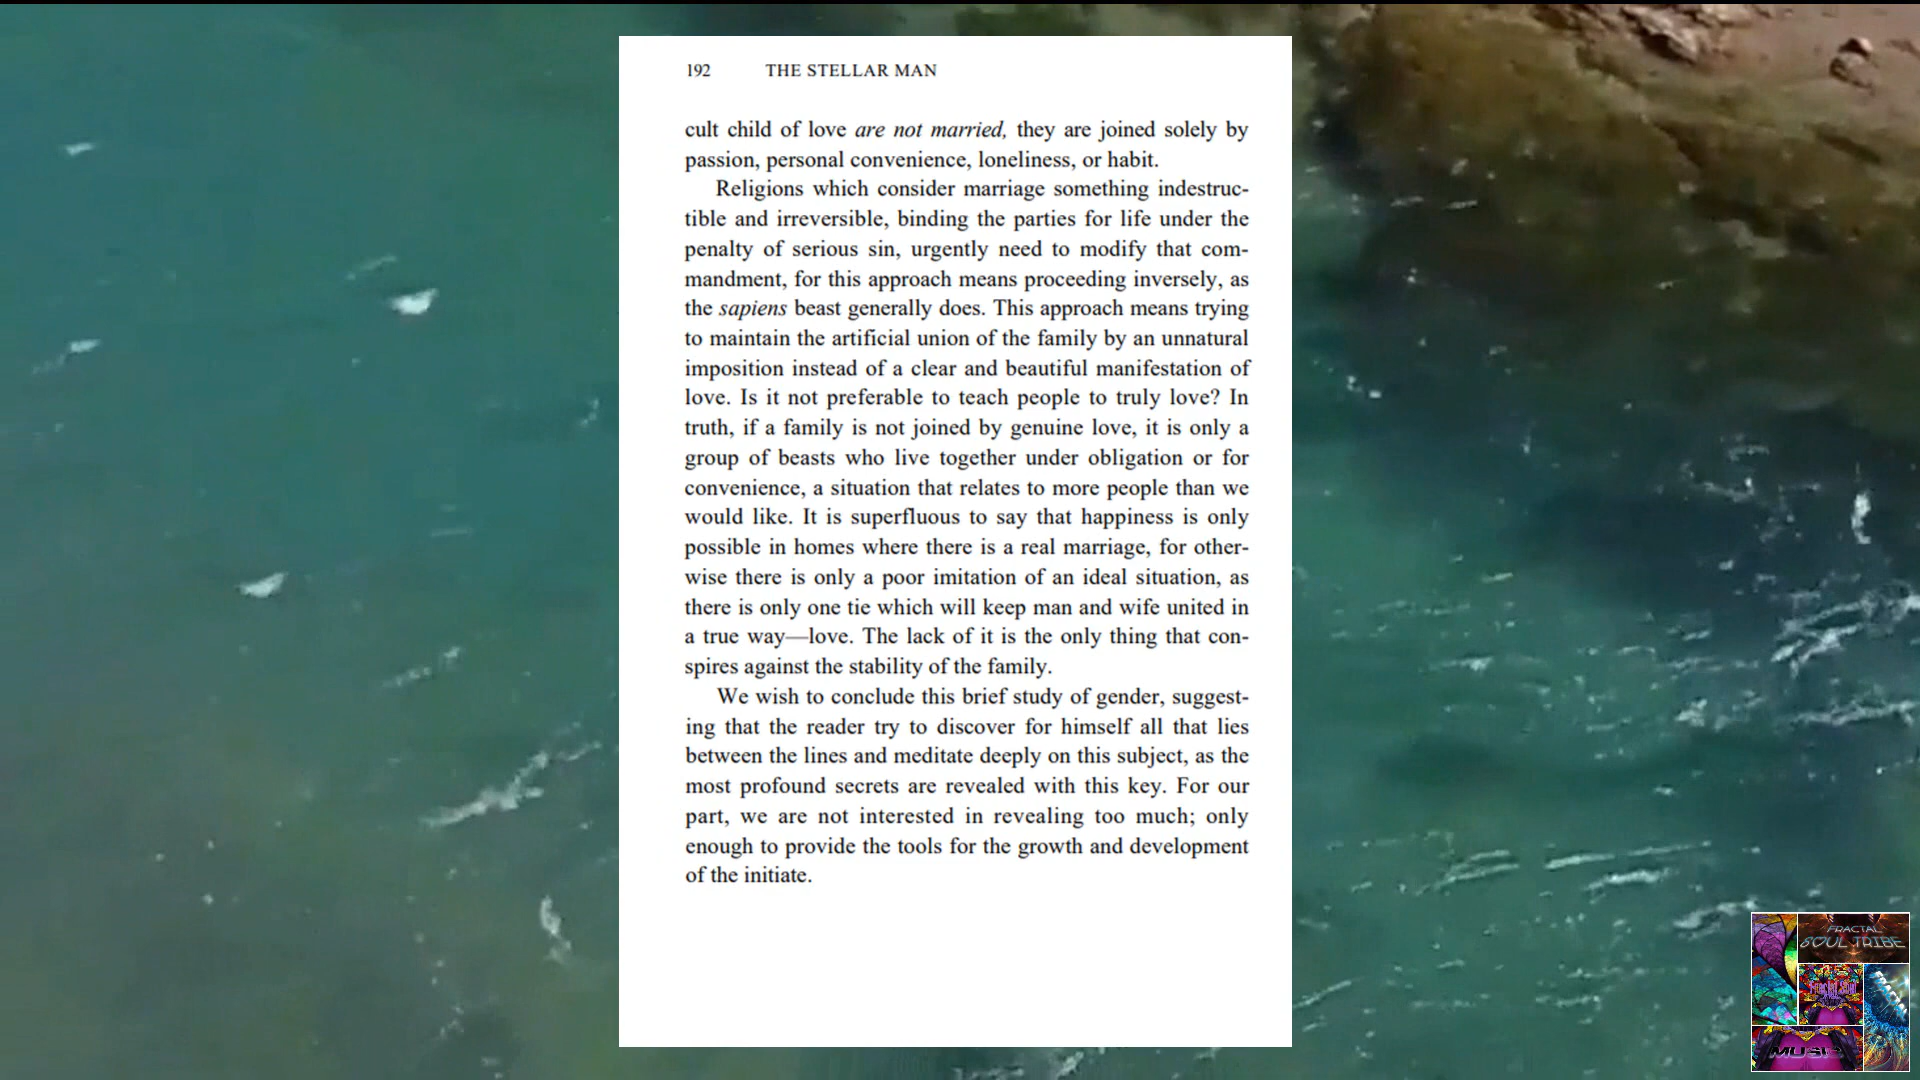 192 THE STELLAR MAN
cult child of love are not married, they are joined solely by
passion, personal convenience, loneliness, or habit.
Religions which consider marriage something indestruc-
tible and irreversible, binding the parties for life under the
penalty of serious sin, urgently need to modify that com-
mandment, for this approach means proceeding inversely, as
the sapiens beast generally does. This approach means trying
to maintain the artificial union of the family by an unnatural
imposition instead of a clear and beautiful manifestation of
love. Is it not preferable to teach people to truly love? In
truth, if a family is not joined by genuine love, it is only a
group of beasts who live together under obligation or for
convenience, a situation that relates to more people than we
would like. It is superfluous to say that happiness is only
possible in homes where there is a real marriage, for other-
wise there is only a poor imitation of an ideal situation, as
there is only one tie which will keep man and wife united in
a true way—love. The lack of it is the only thing that con-
spires against the stability of the family.
We wish to conclude this brief study of gender, suggest-
ing that the reader try to discover for himself all that lies
between the lines and meditate deeply on this subject, as the
most profound secrets are revealed with this key. For our
part, we are not interested in revealing too much; only
enough to provide the tools for the growth and development
of the initiate.
FRACTAL
SOUL TRIBE
Fractal Soul
MUSIC